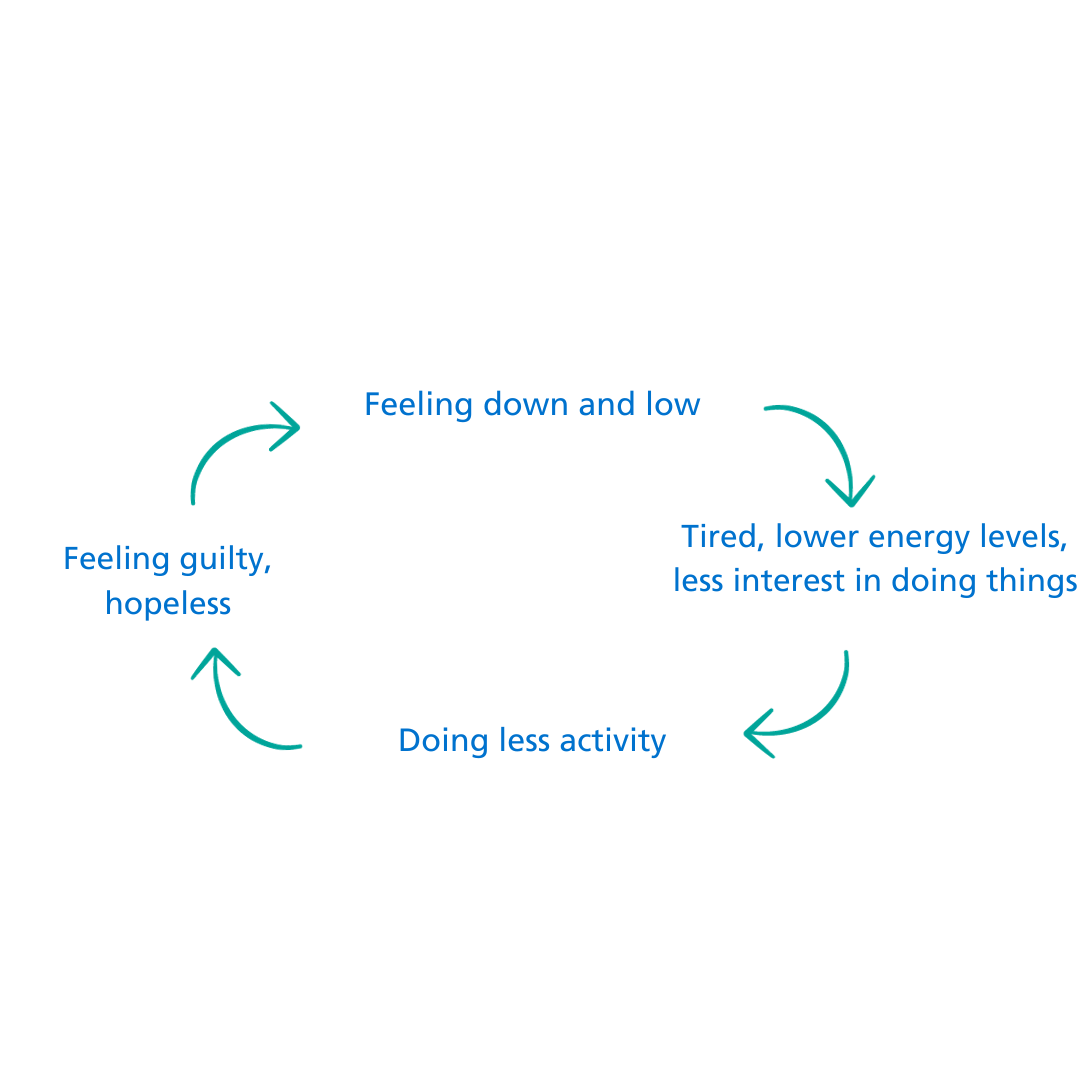 Feeling down and low
Tired, lower energy levels,
less interest in doing things
Doing less activity
Feeling guilty,
hopeless